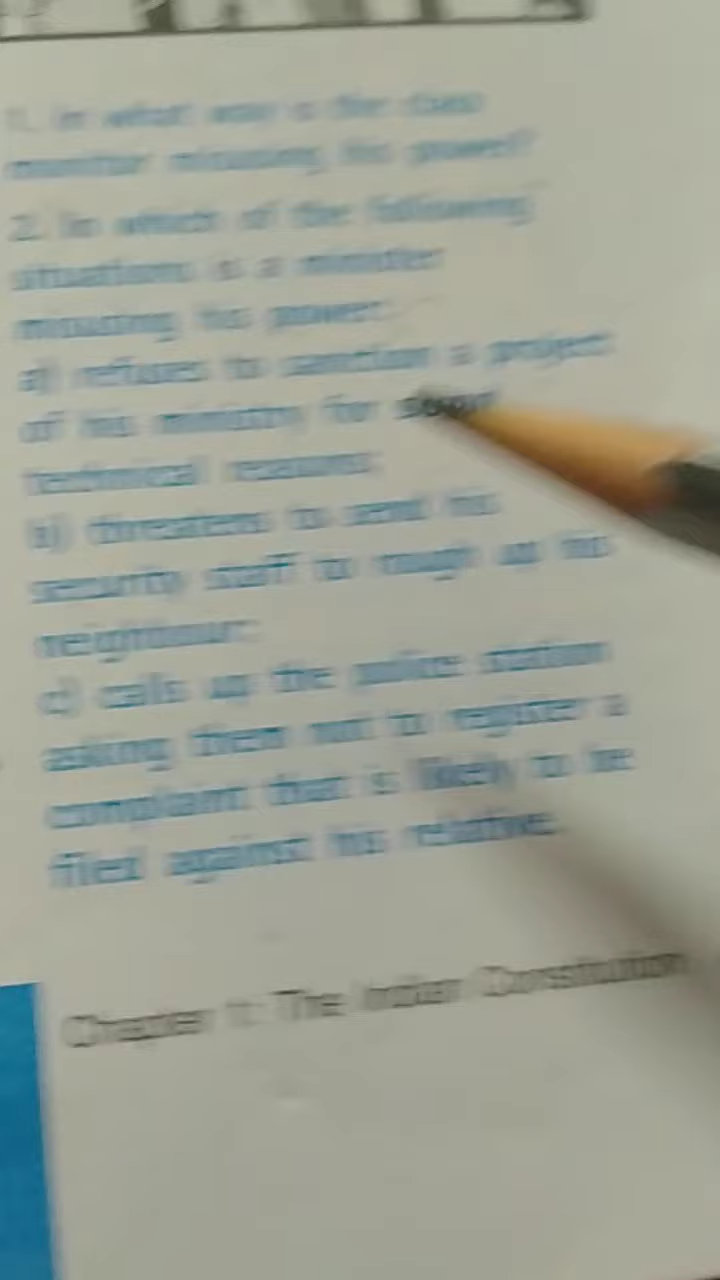 1. In what way is the class
monitor misusing his power?
2. In which of the following
situations is a minister
misusing his power:
a) refuses to sanction a project
of his ministry for
technical reasons;
b) threatens to send his
security staff to rough up his
neighbour;
c) calls up the police station
asking them not to register a
complaint that is likely to be
filed against his relative.
Chapter 1: The Indian Constitution